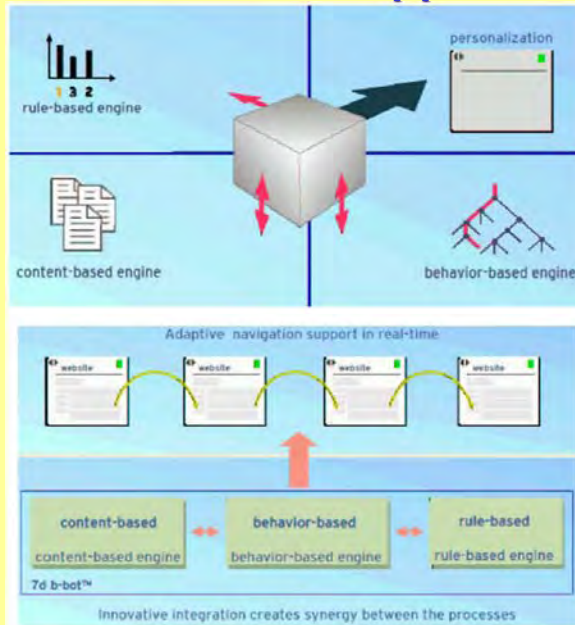 personalization
1 3 2
rule-based engine
content-based engine
behavior-based engine
Adaptive navigation support in real-time
website
website
website
website
content-based
behavior-based
rule-based
content-based engine
behavior-based engine
rule-based engine
7d b-bot™
Innovative integration creates synergy between the processes